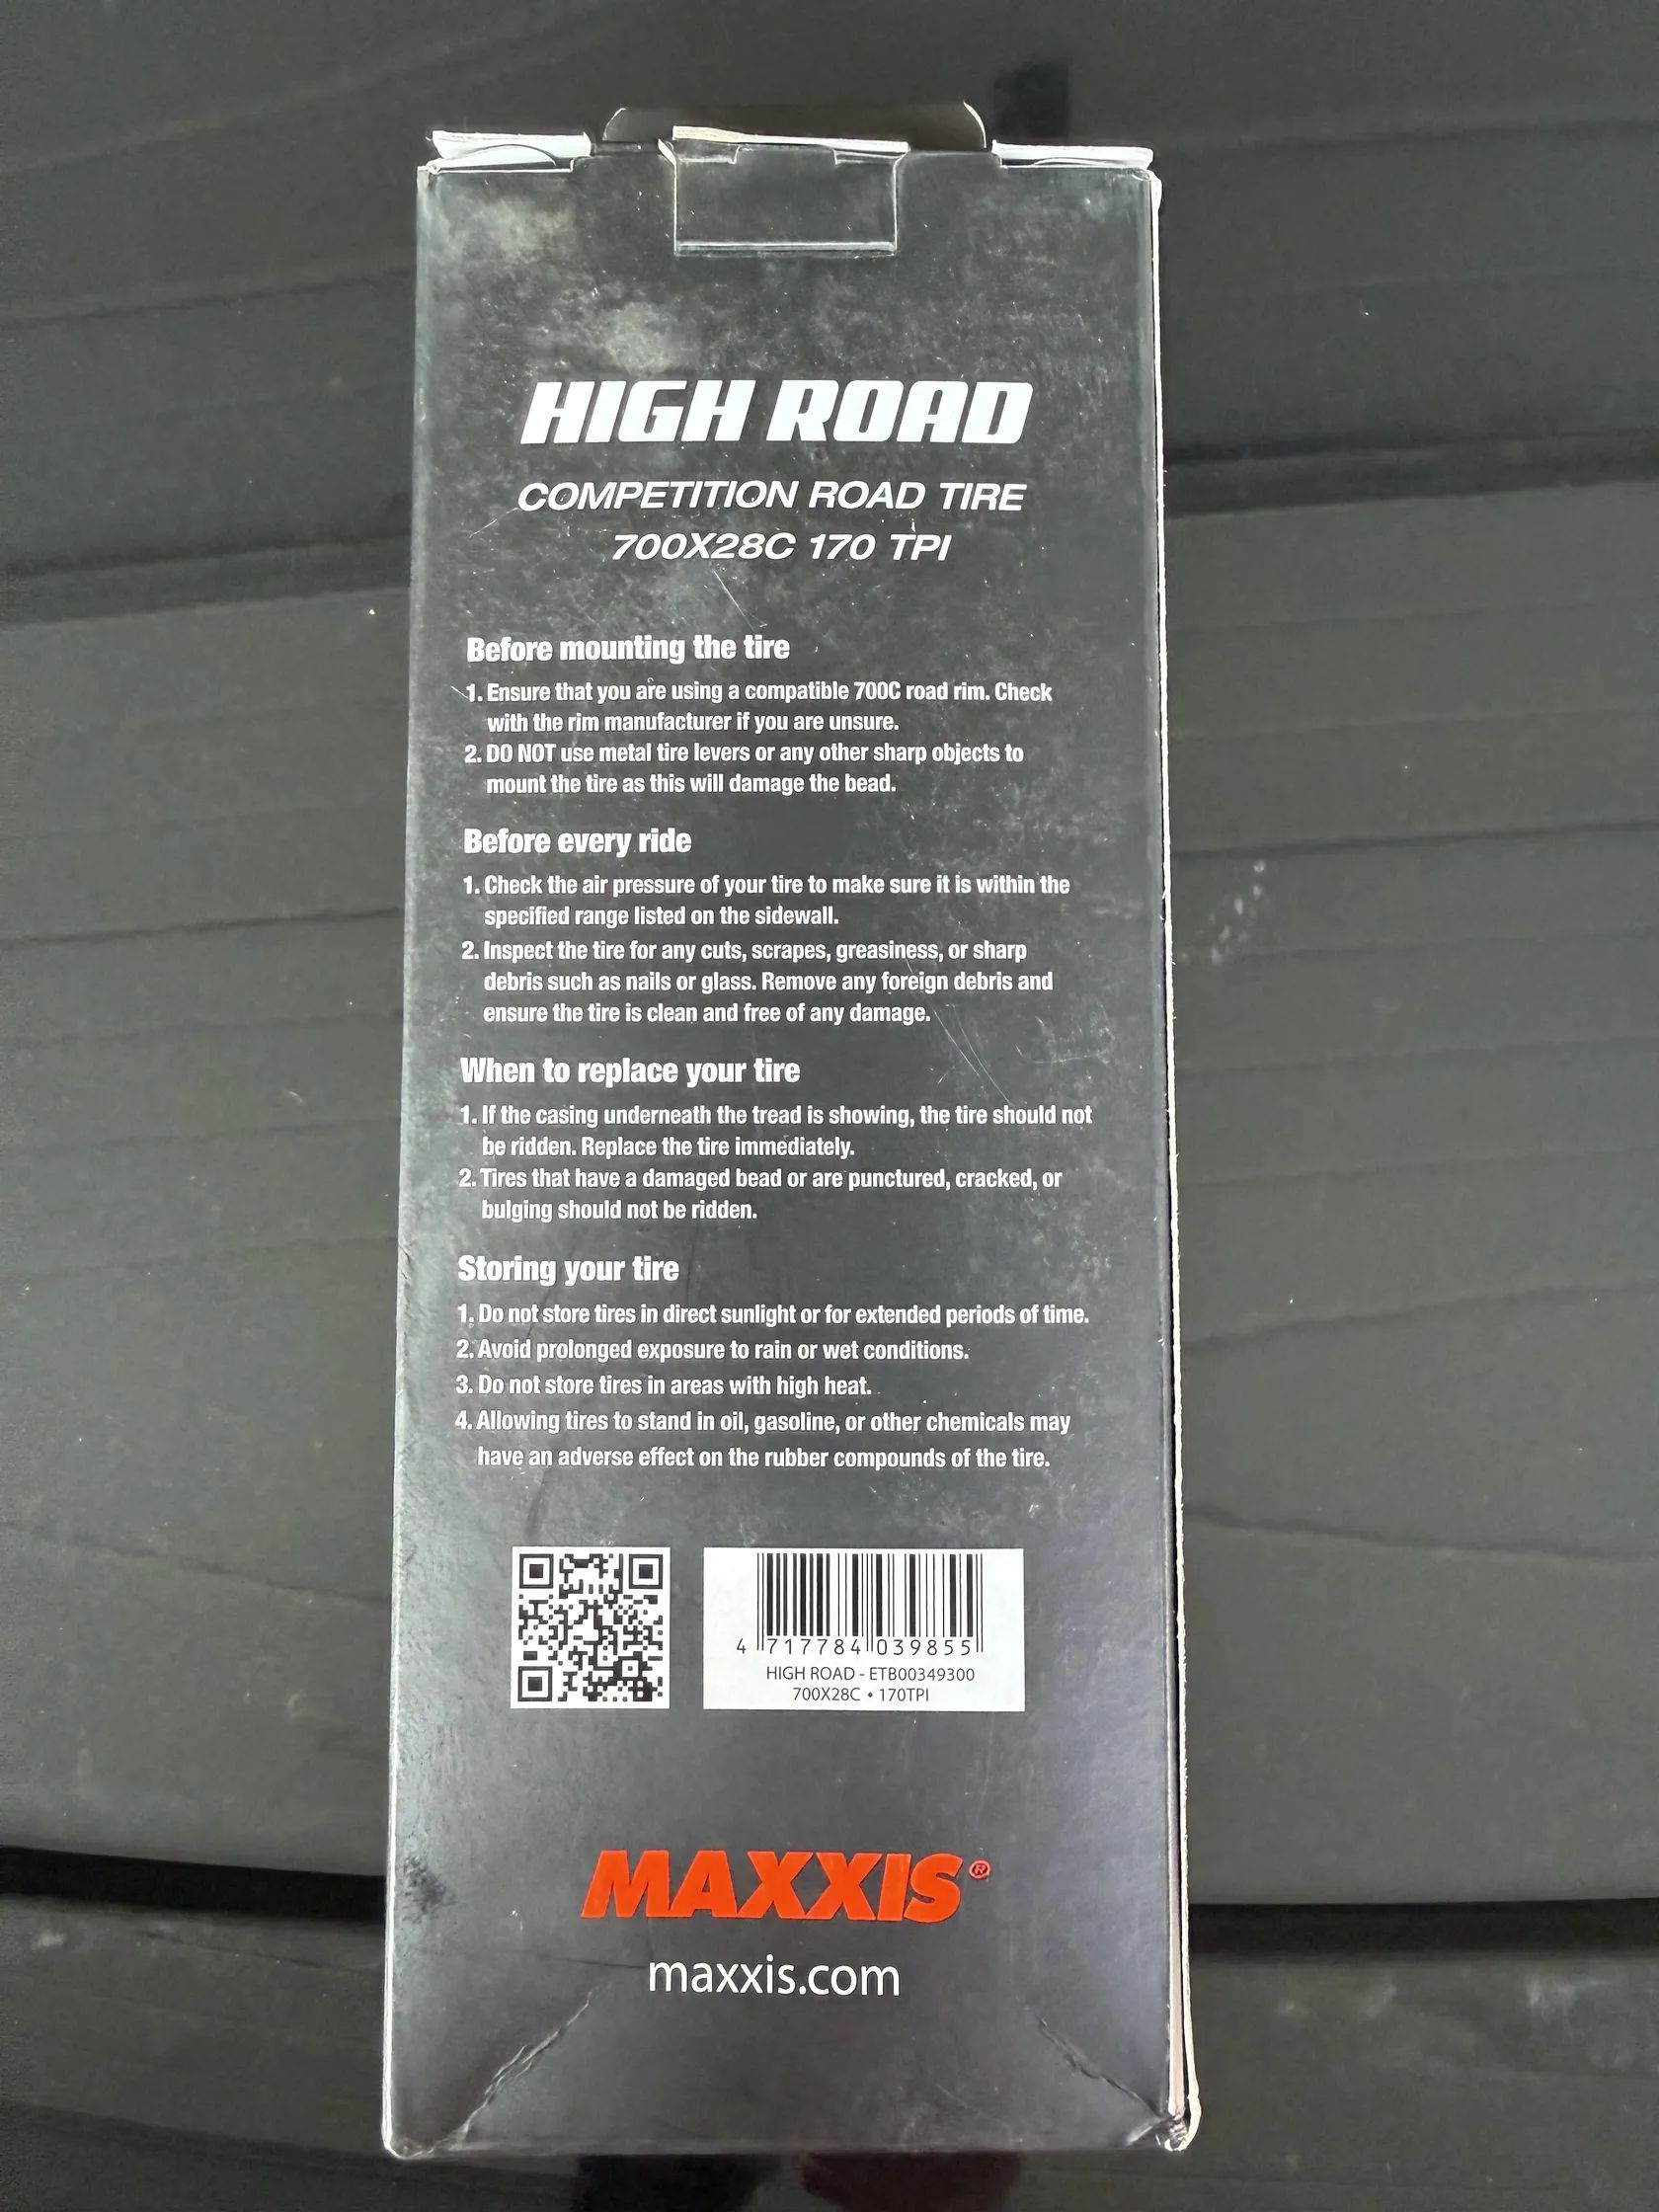 HIGH ROAD
COMPETITION ROAD TIRE
700X28C 170 TPI
Before mounting the tire
1. Ensure that you are using a compatible 700C road rim. Check
with the rim manufacturer if you are unsure.
2. DO NOT use metal tire levers or any other sharp objects to
mount the tire as this will damage the bead.
Before every ride
1. Check the air pressure of your tire to make sure it is within the
specified range listed on the sidewall.
2. Inspect the tire for any cuts, scrapes, greasiness, or sharp
debris such as nails or glass. Remove any foreign debris and
ensure the tire is clean and free of any damage.
When to replace your tire
1. If the casing underneath the tread is showing, the tire should not
be ridden. Replace the tire immediately.
2. Tires that have a damaged bead or are punctured, cracked, or
bulging should not be ridden.
Storing your tire
1. Do not store tires in direct sunlight or for extended periods of time.
2. Avoid prolonged exposure to rain or wet conditions.
3. Do not store tires in areas with high heat.
4. Allowing tires to stand in oil, gasoline, or other chemicals may
have an adverse effect on the rubber compounds of the tire.
4 717784 039855
HIGH ROAD - ETB00349300
700X28C • 170TPI
MAXXIS®
maxxis.com